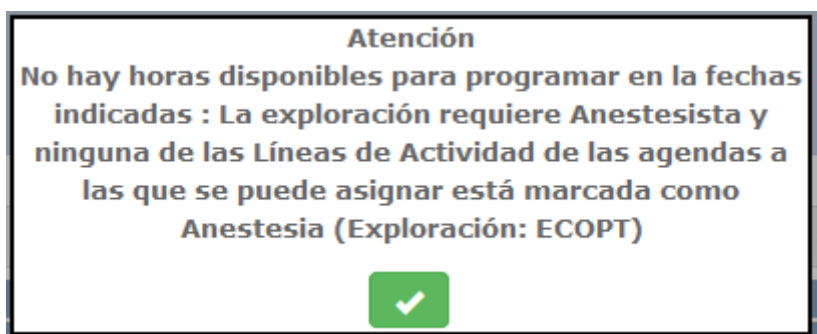 Atención
No hay horas disponibles para programar en la fechas
indicadas : La exploración requiere Anestesista y
ninguna de las Líneas de Actividad de las agendas a
las que se puede asignar está marcada como
Anestesia (Exploración: ECOPT)